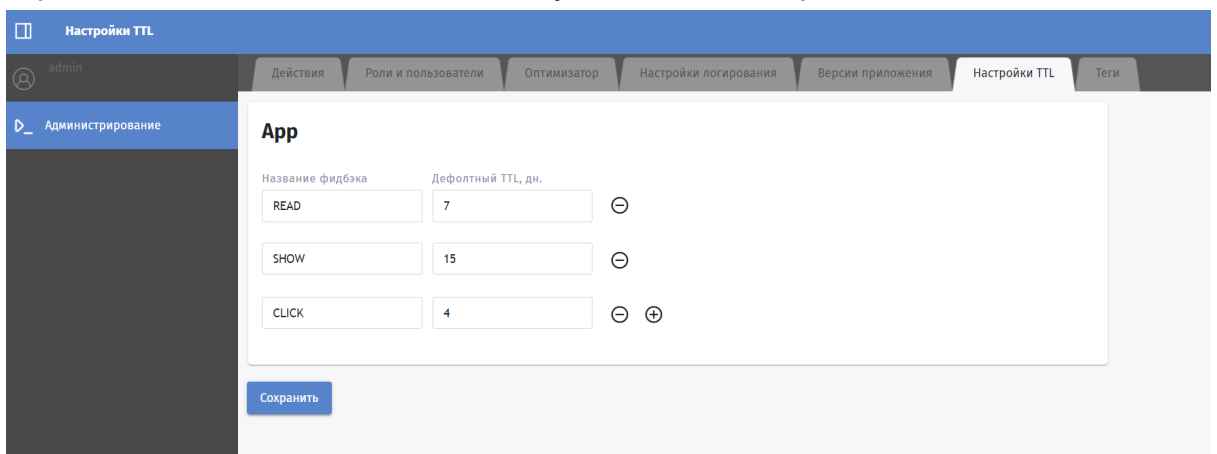 Настройки TTL
admin
Действия Роли и пользователи Оптимизатор Настройки логирования Версии приложения Настройки TTL Теги
Администрирование
App
Название фидбэка Дефолтный TTL, дн.
READ 7
SHOW 15
CLICK 4
Сохранить